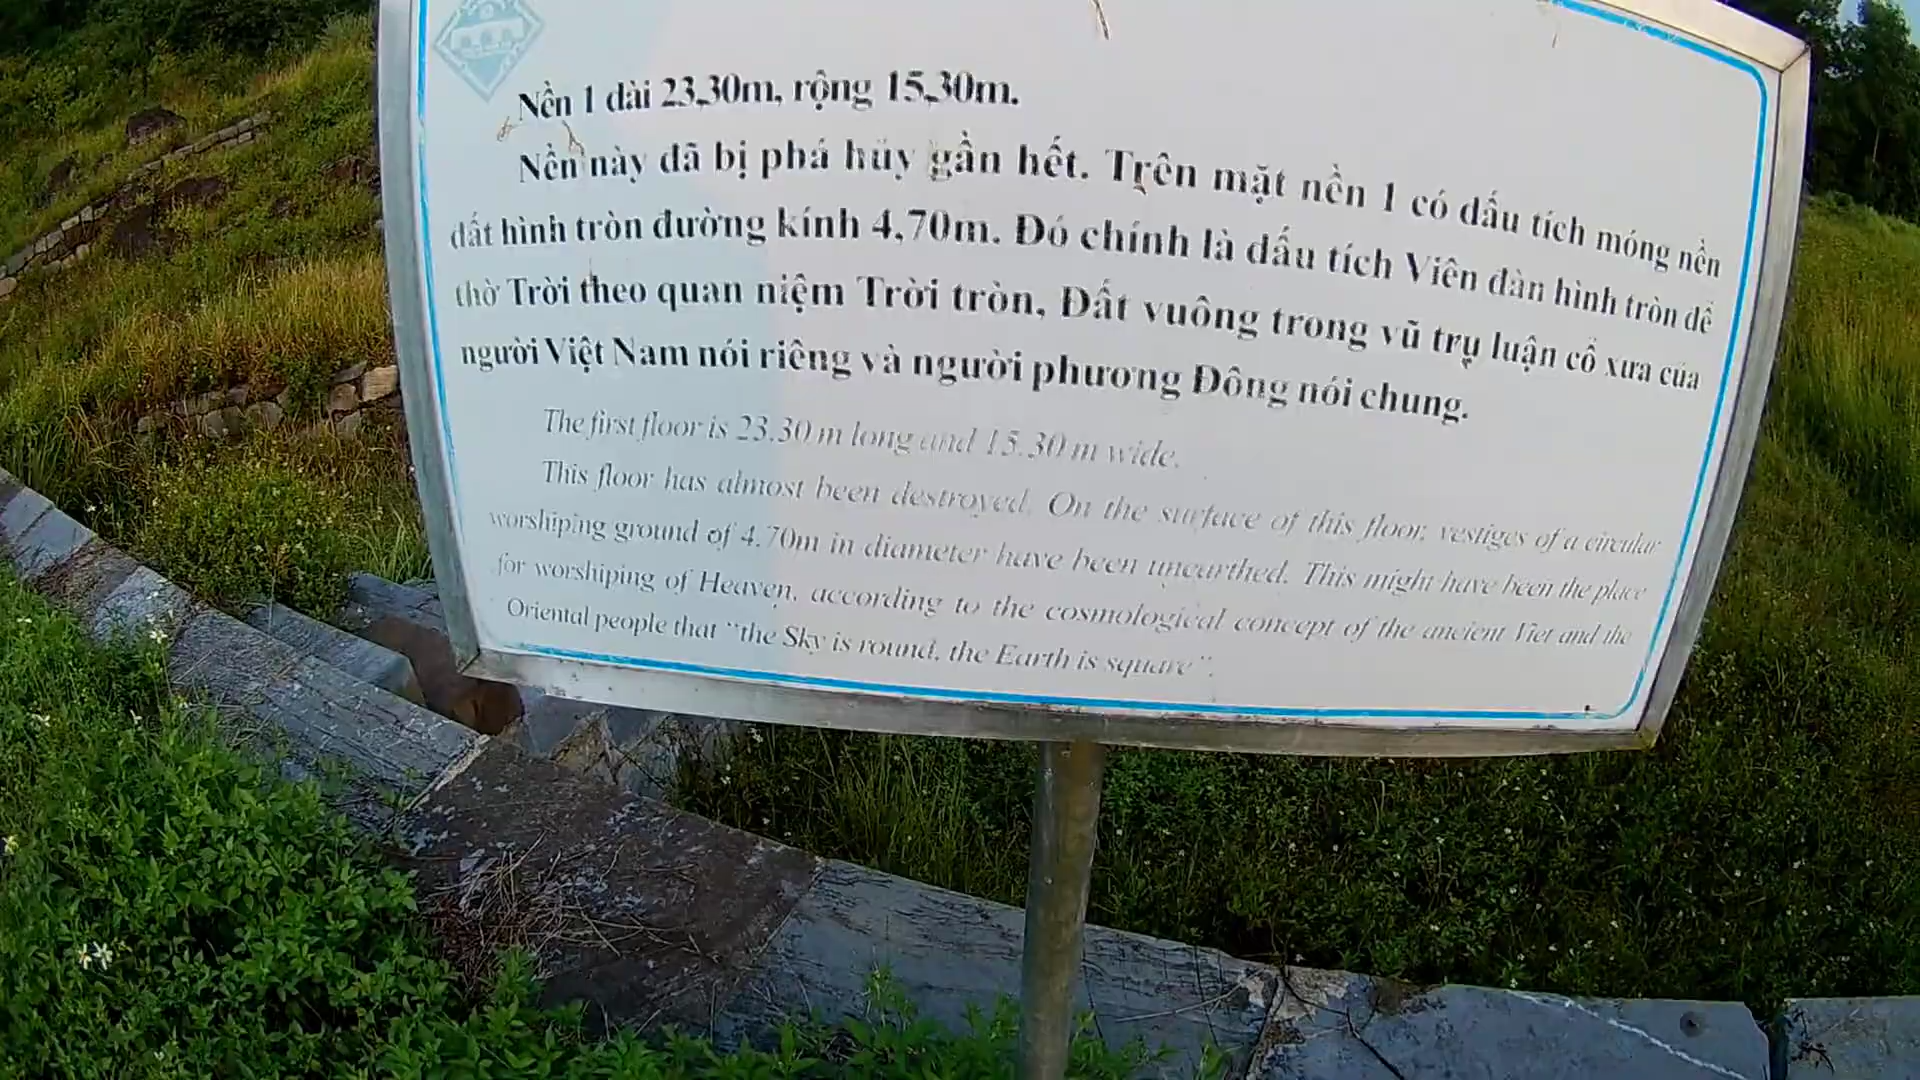 Nền 1 dài 23,30m, rộng 15,30m.
Nền này đã bị phá hủy gần hết. Trên mặt nền 1 có dấu tích móng nền
đất hình tròn đường kính 4,70m. Đó chính là dấu tích Viên đàn hình tròn để
thờ Trời theo quan niệm Trời tròn, Đất vuông trong vũ trụ luận cổ xưa của
người Việt Nam nói riêng và người phương Đông nói chung.
The first floor is 23.30 m long and 15.30 m wide.
This floor has almost been destroyed. On the surface of this floor, vestiges of a circular
worshiping ground of 4.70m in diameter have been unearthed. This might have been the place
for worshiping of Heaven, according to the cosmological concept of the ancient Viet and the
Oriental people that “the Sky is round, the Earth is square”.